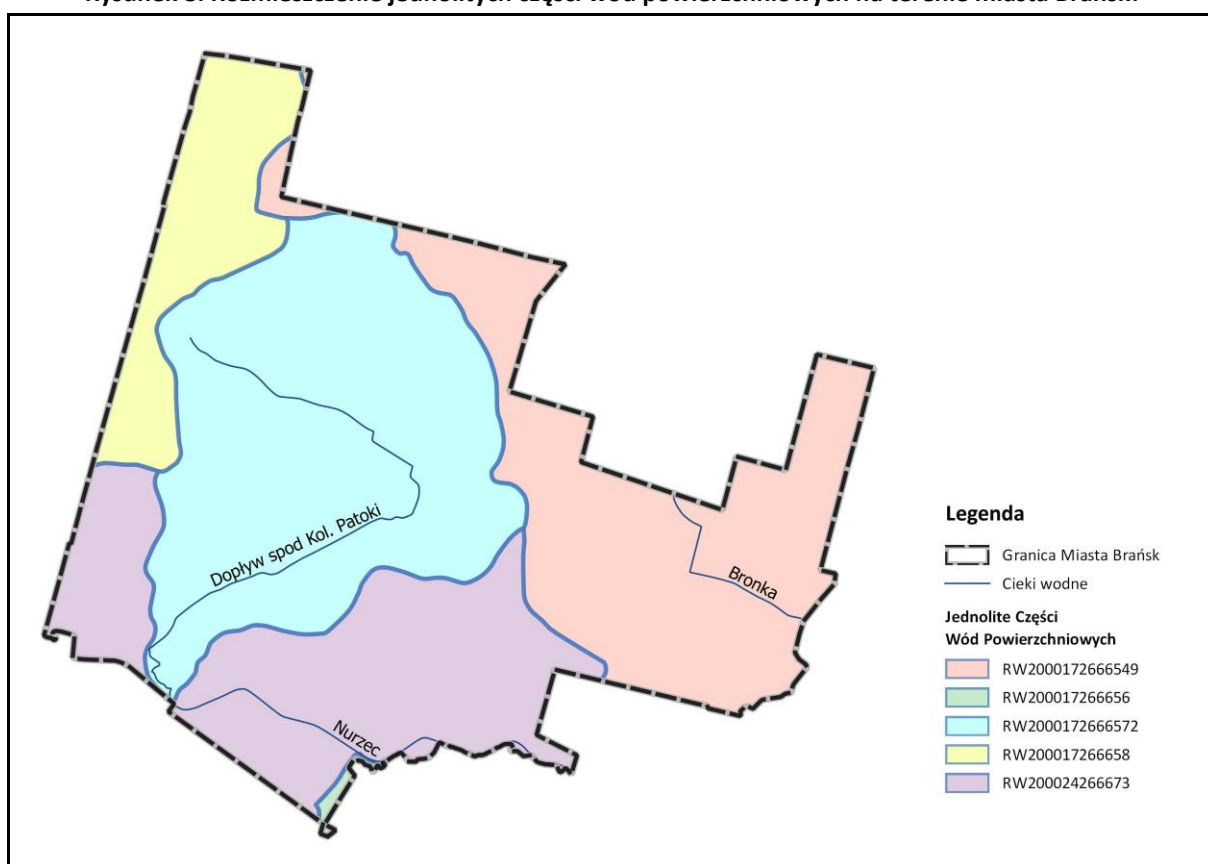 Rysunek 3. Rozmieszczenie jednolitych części wód powierzchniowych na terenie miasta Brańsk.
Dopływ spod Kol. Patoki
Bronka
Nurzec
Legenda
Granica Miasta Brańsk
Cieki wodne
Jednolite Części
Wód Powierzchniowych
RW2000172666549
RW200017266656
RW2000172666572
RW200017266658
RW200024266673